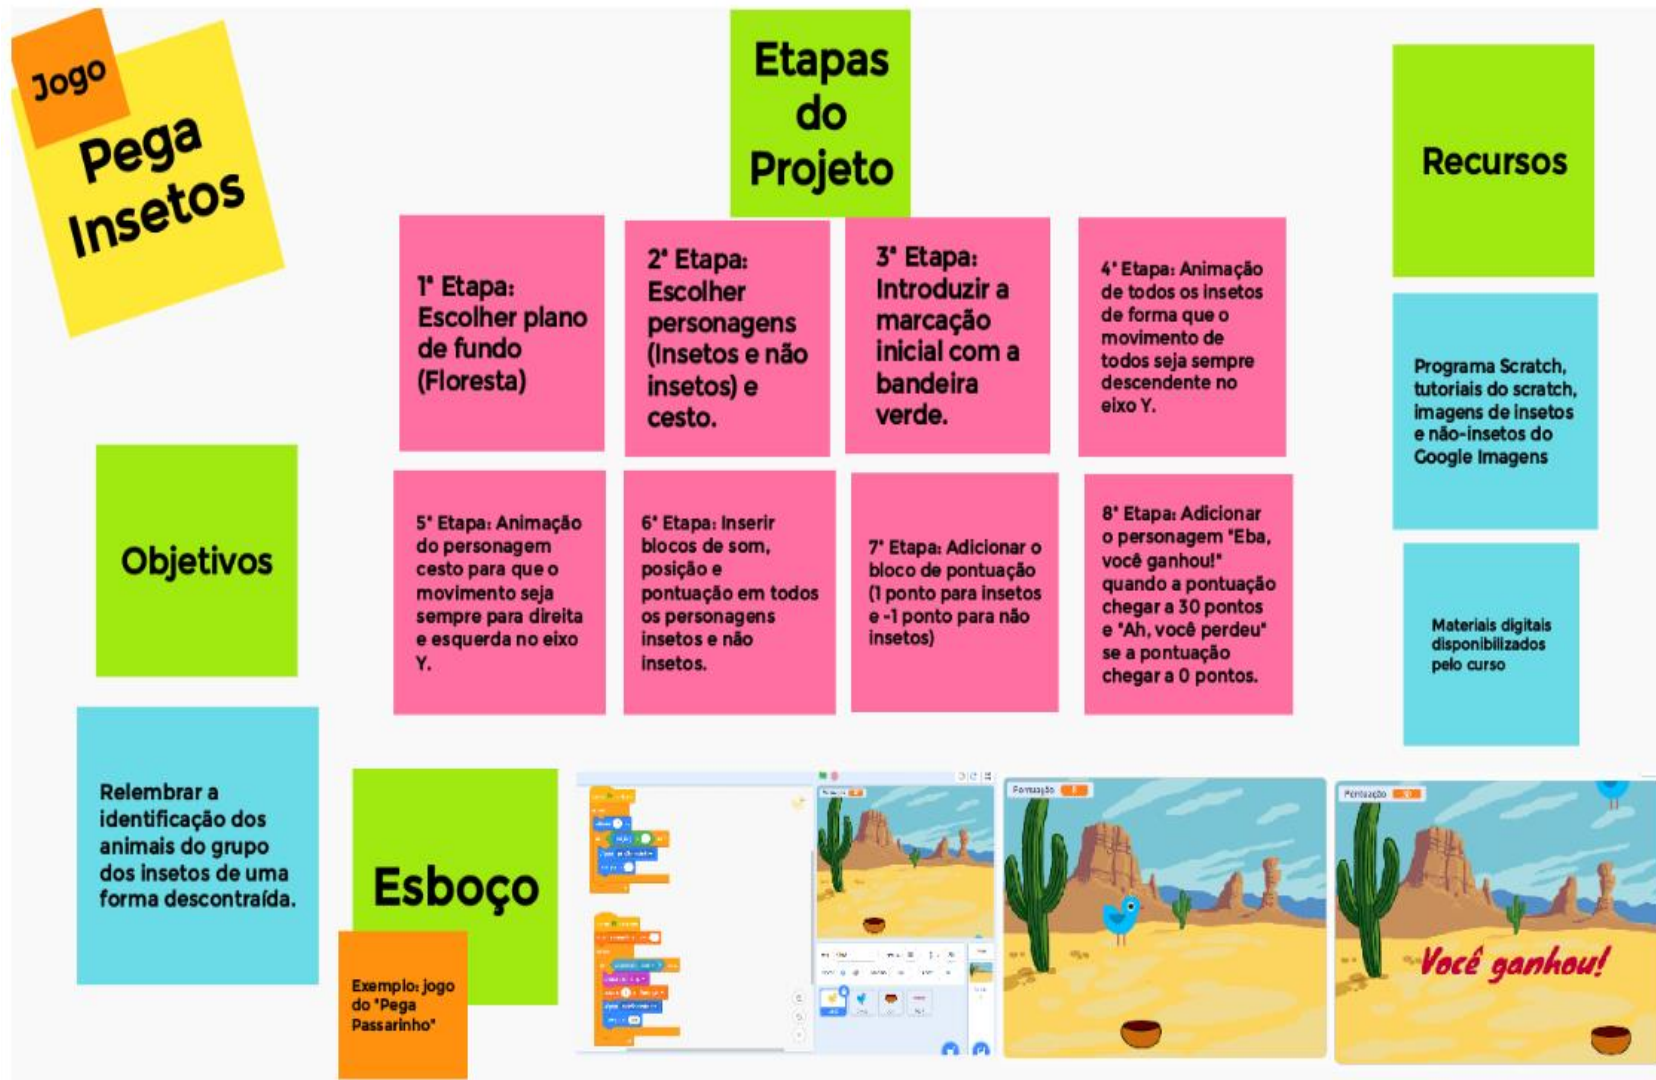 Jogo
Pega
Insetos
Etapas
do
Projeto
Recursos
1ª Etapa:
Escolher plano
de fundo
(Floresta)
2ª Etapa:
Escolher
personagens
(Insetos e não
insetos) e
cesto.
3ª Etapa:
Introduzir a
marcação
inicial com a
bandeira
verde.
4ª Etapa: Animação
de todos os insetos
de forma que o
movimento de
todos seja sempre
descendente no
eixo Y.
Programa Scratch,
tutoriais do scratch,
imagens de insetos
e não-insetos do
Google Imagens
5ª Etapa: Animação
do personagem
cesto para que o
movimento seja
sempre para direita
e esquerda no eixo
Y.
6ª Etapa: Inserir
blocos de som,
posição e
pontuação em todos
os personagens
insetos e não
insetos.
7ª Etapa: Adicionar o
bloco de pontuação
(1 ponto para insetos
e -1 ponto para não
insetos)
8ª Etapa: Adicionar
o personagem "Eba,
você ganhou!"
quando a pontuação
chegar a 30 pontos
e "Ah, você perdeu"
se a pontuação
chegar a 0 pontos.
Materiais digitais
disponibilizados
pelo curso
Objetivos
Relembrar a
identificação dos
animais do grupo
dos insetos de uma
forma descontraída.
Esboço
Exemplo: jogo
do "Pega
Passarinho"
Pontuação
Pontuação
Pontuação
Você ganhou!